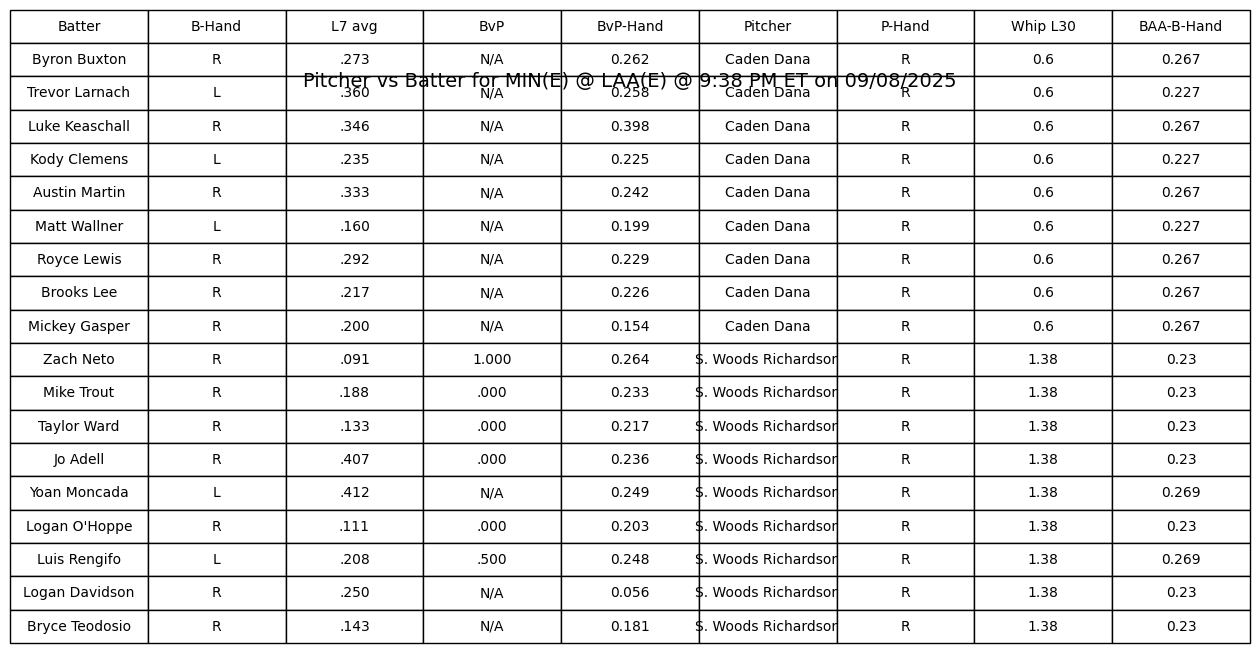 Batter B-Hand L7 avg BvP BvP-Hand Pitcher P-Hand Whip L30 BAA-B-Hand
Byron Buxton R .273 N/A 0.262 Caden Dana R 0.6 0.267
Pitcher vs Batter for MIN(E) @ LAA(E) @ 9:38 PM ET on 09/08/2025
Trevor Larnach L .360 N/A 0.258 Caden Dana R 0.6 0.227
Luke Keaschall R .346 N/A 0.398 Caden Dana R 0.6 0.267
Kody Clemens L .235 N/A 0.225 Caden Dana R 0.6 0.227
Austin Martin R .333 N/A 0.242 Caden Dana R 0.6 0.267
Matt Wallner L .160 N/A 0.199 Caden Dana R 0.6 0.227
Royce Lewis R .292 N/A 0.229 Caden Dana R 0.6 0.267
Brooks Lee R .217 N/A 0.226 Caden Dana R 0.6 0.267
Mickey Gasper R .200 N/A 0.154 Caden Dana R 0.6 0.267
Zach Neto R .091 1.000 0.264 S. Woods Richardson R 1.38 0.23
Mike Trout R .188 .000 0.233 S. Woods Richardson R 1.38 0.23
Taylor Ward R .133 .000 0.217 S. Woods Richardson R 1.38 0.23
Jo Adell R .407 .000 0.236 S. Woods Richardson R 1.38 0.23
Yoan Moncada L .412 N/A 0.249 S. Woods Richardson R 1.38 0.269
Logan O'Hoppe R .111 .000 0.203 S. Woods Richardson R 1.38 0.23
Luis Rengifo L .208 .500 0.248 S. Woods Richardson R 1.38 0.269
Logan Davidson R .250 N/A 0.056 S. Woods Richardson R 1.38 0.23
Bryce Teodosio R .143 N/A 0.181 S. Woods Richardson R 1.38 0.23